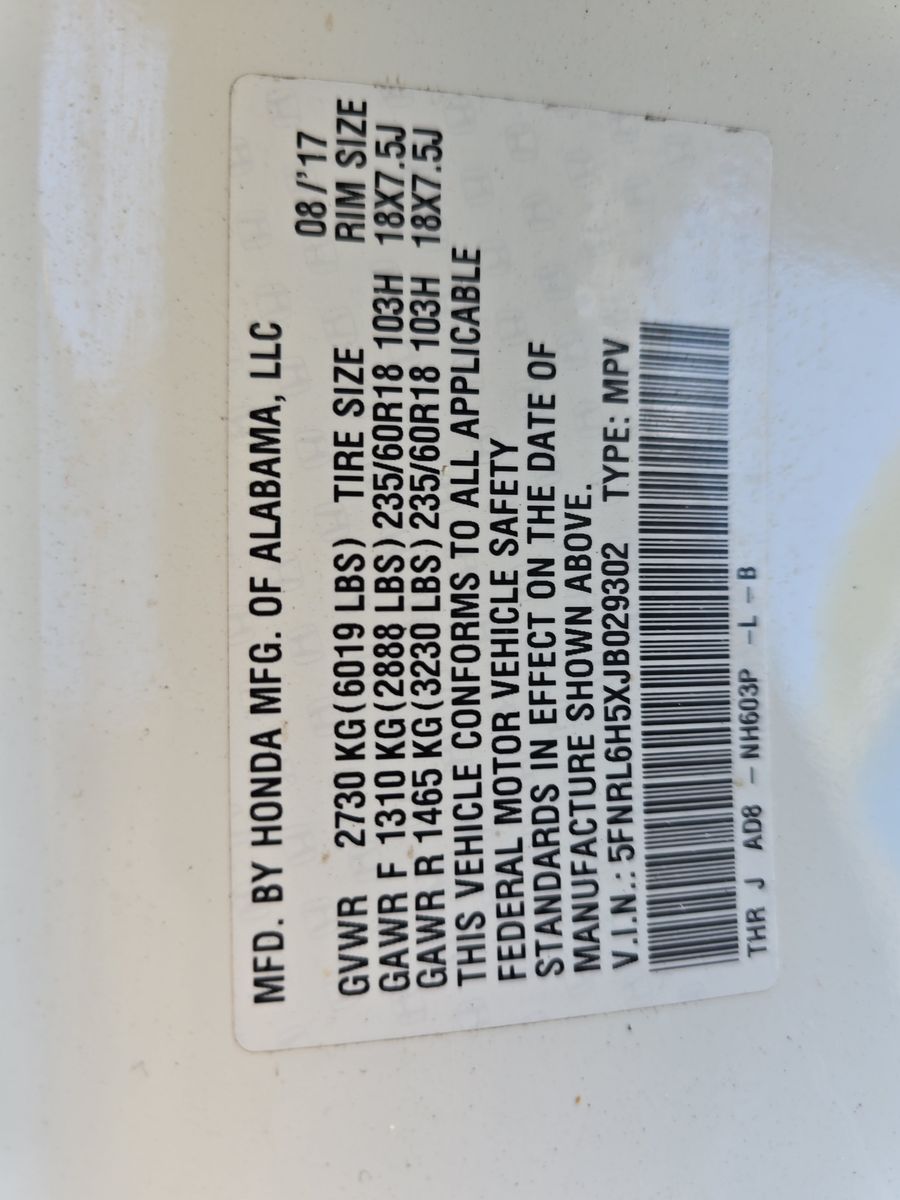 MFD. BY HONDA MFG. OF ALABAMA, LLC
08/'17
GVWR 2730 KG(6019 LBS) TIRE SIZE RIM SIZE
GAWR F 1310 KG(2888 LBS) 235/60R18 103H 18X7.5J
GAWR R 1465 KG(3230 LBS) 235/60R18 103H 18X7.5J
THIS VEHICLE CONFORMS TO ALL APPLICABLE
FEDERAL MOTOR VEHICLE SAFETY
STANDARDS IN EFFECT ON THE DATE OF
MANUFACTURE SHOWN ABOVE.
V.I.N.: 5FNRL6H5XJB029302 TYPE: MPV
THR J AD8 - NH603P -L - B